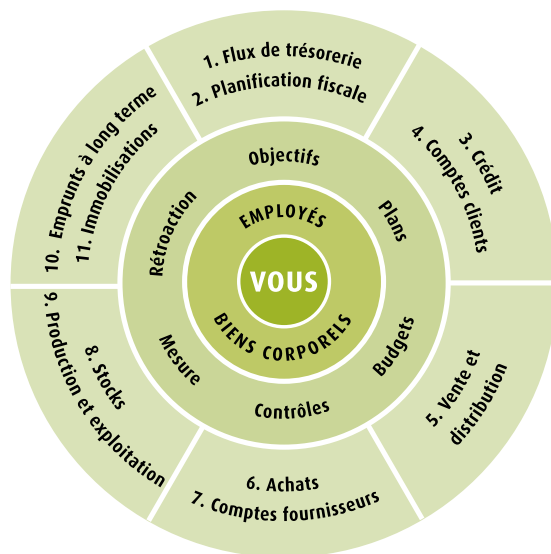 1. Flux de trésorerie
2. Planification fiscale
3. Crédit
4. Comptes clients
5. Vente et
distribution
6. Achats
7. Comptes fournisseurs
8. Stocks
9. Production et exploitation
10. Emprunts à long terme
11. Immobilisations
Objectifs
Plans
Budgets
Contrôles
Mesure
Rétroaction
EMPLOYÉS
VOUS
BIENS CORPORELS